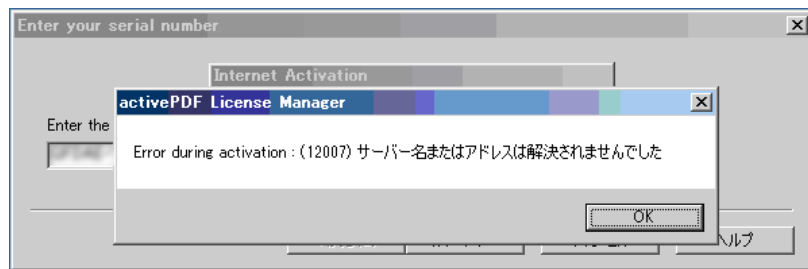 Enter your serial number
Internet Activation
activePDF License Manager
Enter the
Error during activation : (12007) サーバー名またはアドレスは解決されませんでした
OK
ヘルプ